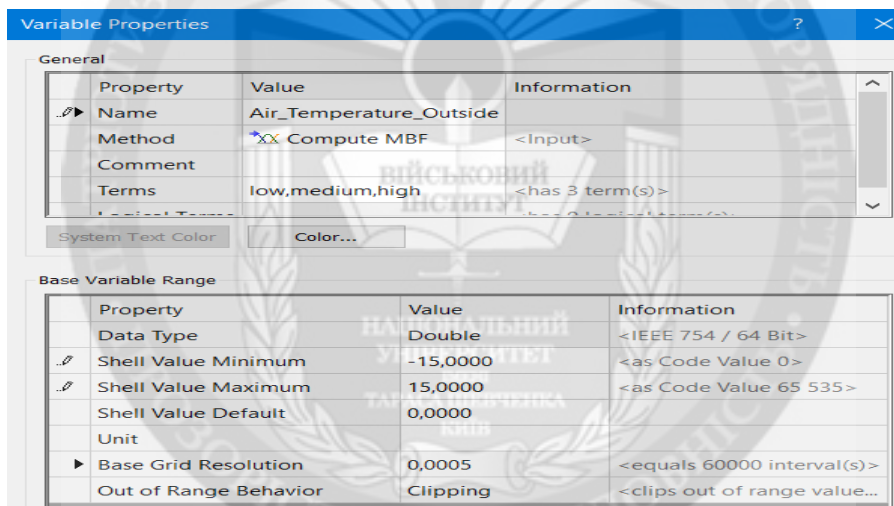 Variable Properties ?
General
Property Value Information
Name Air_Temperature_Outside
Method Compute MBF <Input>
Comment
Terms low,medium,high <has 3 term(s)>
System Text Color Color...
Base Variable Range
Property Value Information
Data Type Double <IEEE 754 / 64 Bit>
Shell Value Minimum -15,0000 <as Code Value 0>
Shell Value Maximum 15,0000 <as Code Value 65 535>
Shell Value Default 0,0000
Unit
Base Grid Resolution 0,0005 <equals 60000 interval(s)>
Out of Range Behavior Clipping <clips out of range value...
ВІЙСЬКОВИЙ
ІНСТИТУТ
НАЦІОНАЛЬНИЙ
УНІВЕРСИТЕТ
ТАРАСА ШЕВЧЕНКА
КИЇВ